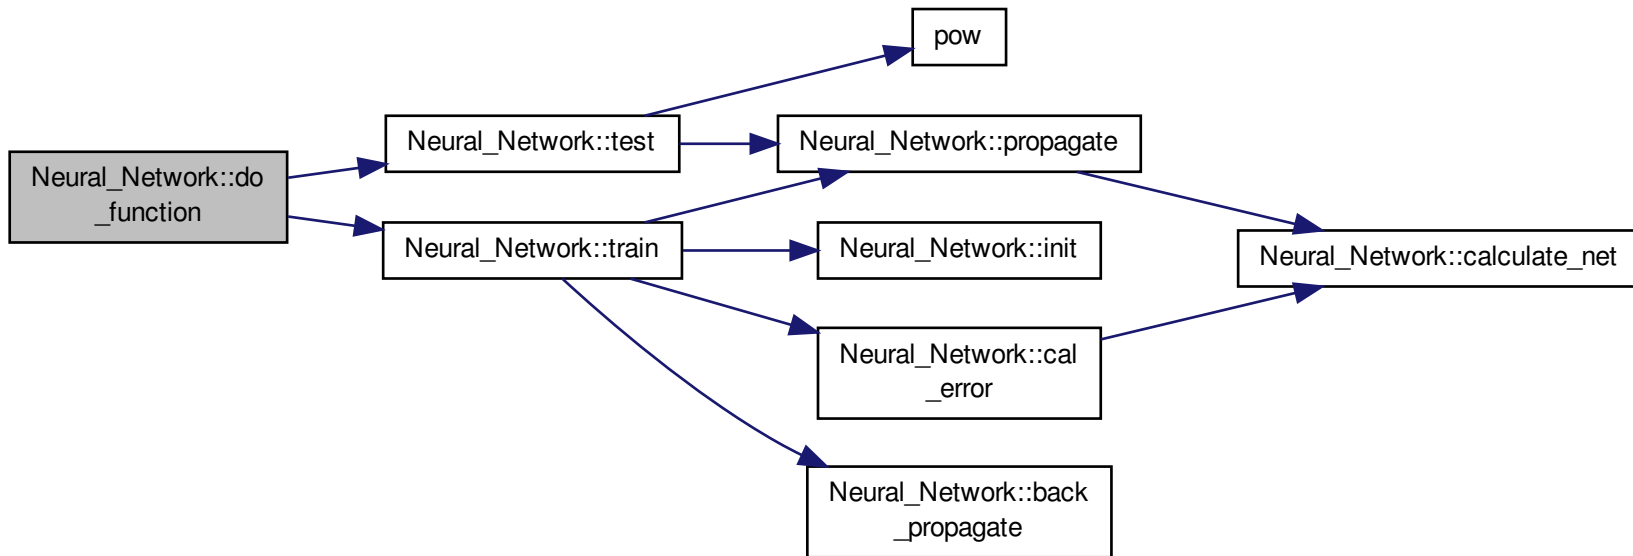 Neural_Network::do
_function
Neural_Network::test
Neural_Network::train
pow
Neural_Network::propagate
Neural_Network::init
Neural_Network::cal
_error
Neural_Network::back
_propagate
Neural_Network::calculate_net